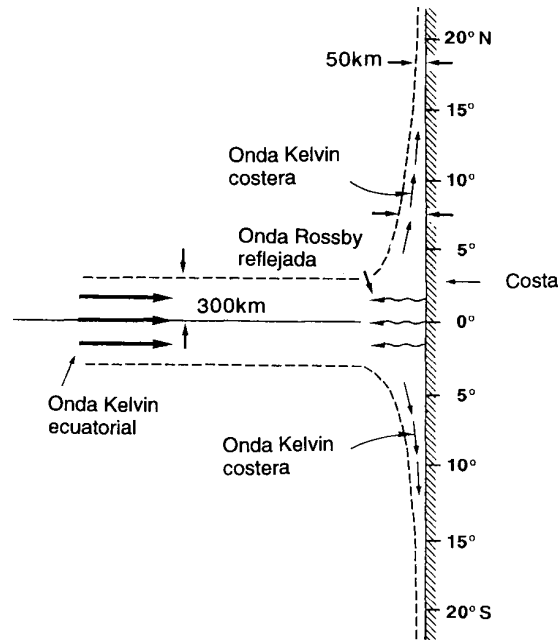 20° N
50km
15°
Onda Kelvin
costera
10°
Onda Rossby
reflejada
5°
Costa
300km
0°
Onda Kelvin
ecuatorial
5°
Onda Kelvin
costera
10°
15°
20° S